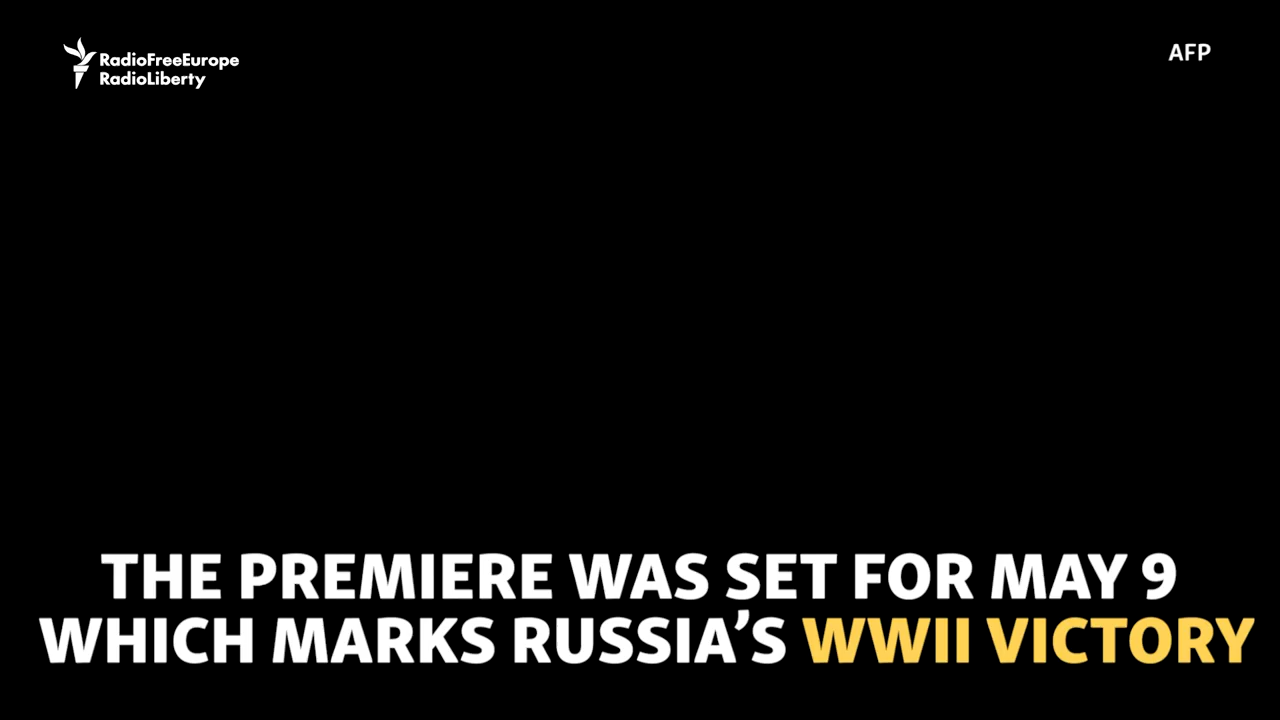 RadioFreeEurope
RadioLiberty
AFP
THE PREMIERE WAS SET FOR MAY 9
WHICH MARKS RUSSIA’S WWII VICTORY